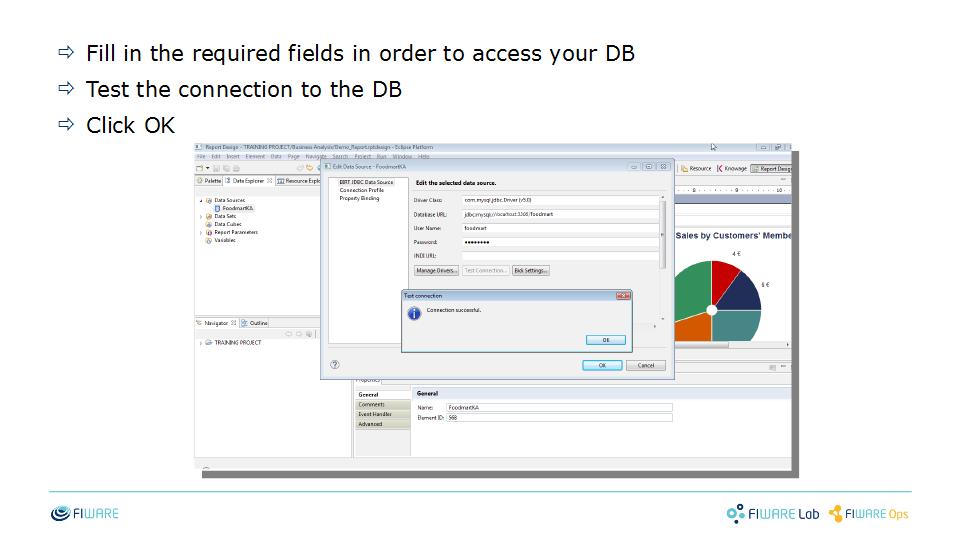 Fill in the required fields in order to access your DB
Test the connection to the DB
Click OK
Report Design - TRAINING PROJECT/Business Analysis/Demo_Report.rptdesign - Eclipse Platform
File Edit Insert Element Data Page Navigate Search Project Run Window Help
Resource Knowage Report Design
Palette Data Explorer Resource Explo
Data Sources
FoodmartKA
Data Sets
Data Cubes
Report Parameters
Variables
Edit Data Source - FoodmartKA
BIRT JDBC Data Source
Connection Profile
Property Binding
Edit the selected data source.
Driver Class: com.mysql.jdbc.Driver (v5.0)
Database URL: jdbc:mysql://localhost:3306/foodmart
User Name: foodmart
Password: ••••••••
JNDI URL:
Manage Drivers... Test Connection... Bidi Settings...
Test connection
Connection successful.
OK
OK Cancel
8 9 10
Sales by Customers' Membe
4 €
6 €
Navigator Outline
TRAINING PROJECT
Properties
General
Comments
Event Handler
Advanced
General
Name: FoodmartKA
Element ID: 568
FIWARE
FIWARE Lab
FIWARE Ops